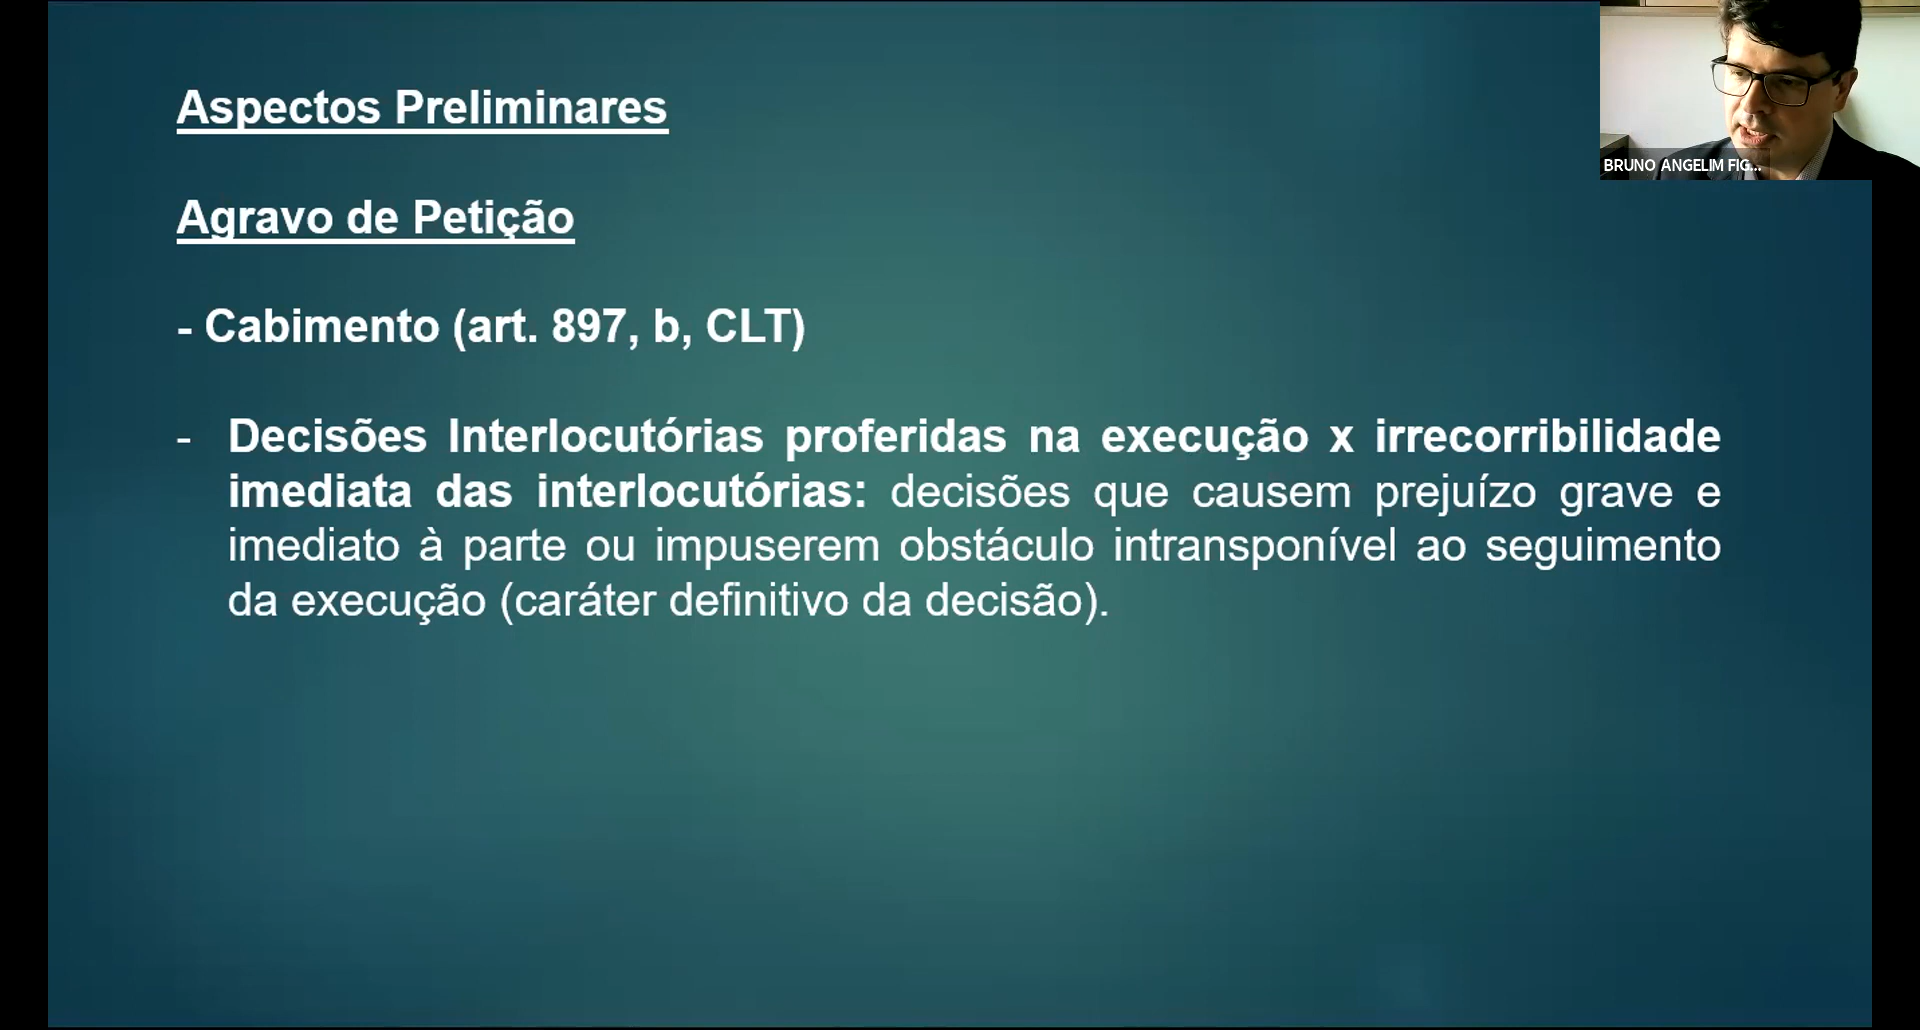 Aspectos Preliminares
BRUNO ANGELIM FIG...
Agravo de Petição
- Cabimento (art. 897, b, CLT)
- Decisões Interlocutórias proferidas na execução x irrecorribilidade
imediata das interlocutórias: decisões que causem prejuízo grave e
imediato à parte ou impuserem obstáculo intransponível ao seguimento
da execução (caráter definitivo da decisão).